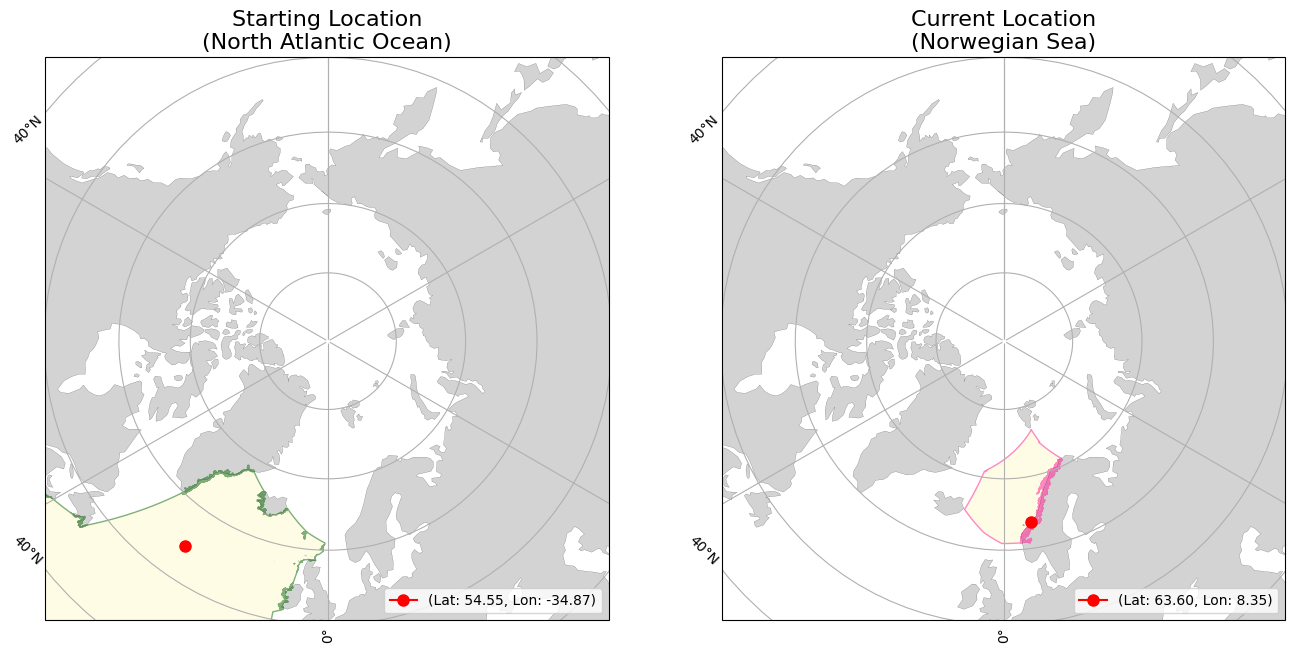 Starting Location
(North Atlantic Ocean)
40°N
40°N
0°
(Lat: 54.55, Lon: -34.87)
Current Location
(Norwegian Sea)
40°N
40°N
0°
(Lat: 63.60, Lon: 8.35)